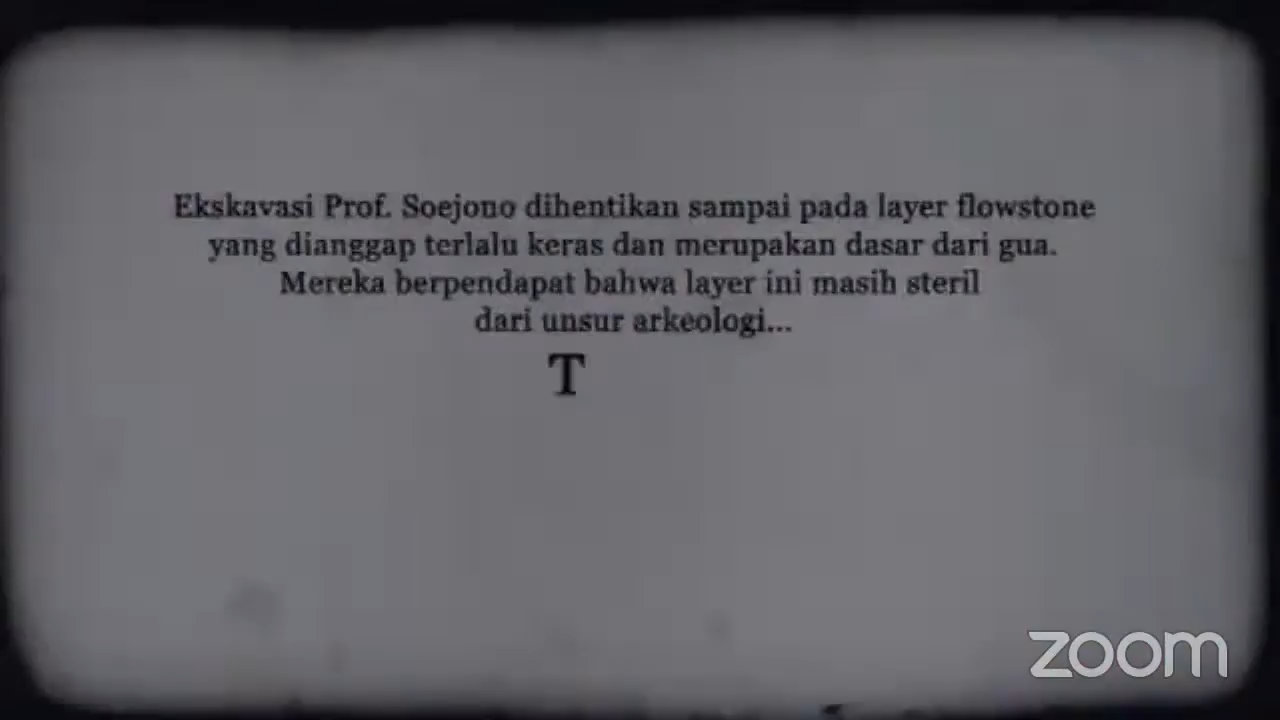 Ekskavasi Prof. Soejono dihentikan sampai pada layer flowstone
yang dianggap terlalu keras dan merupakan dasar dari gua.
Mereka berpendapat bahwa layer ini masih steril
dari unsur arkeologi...
T
zoom